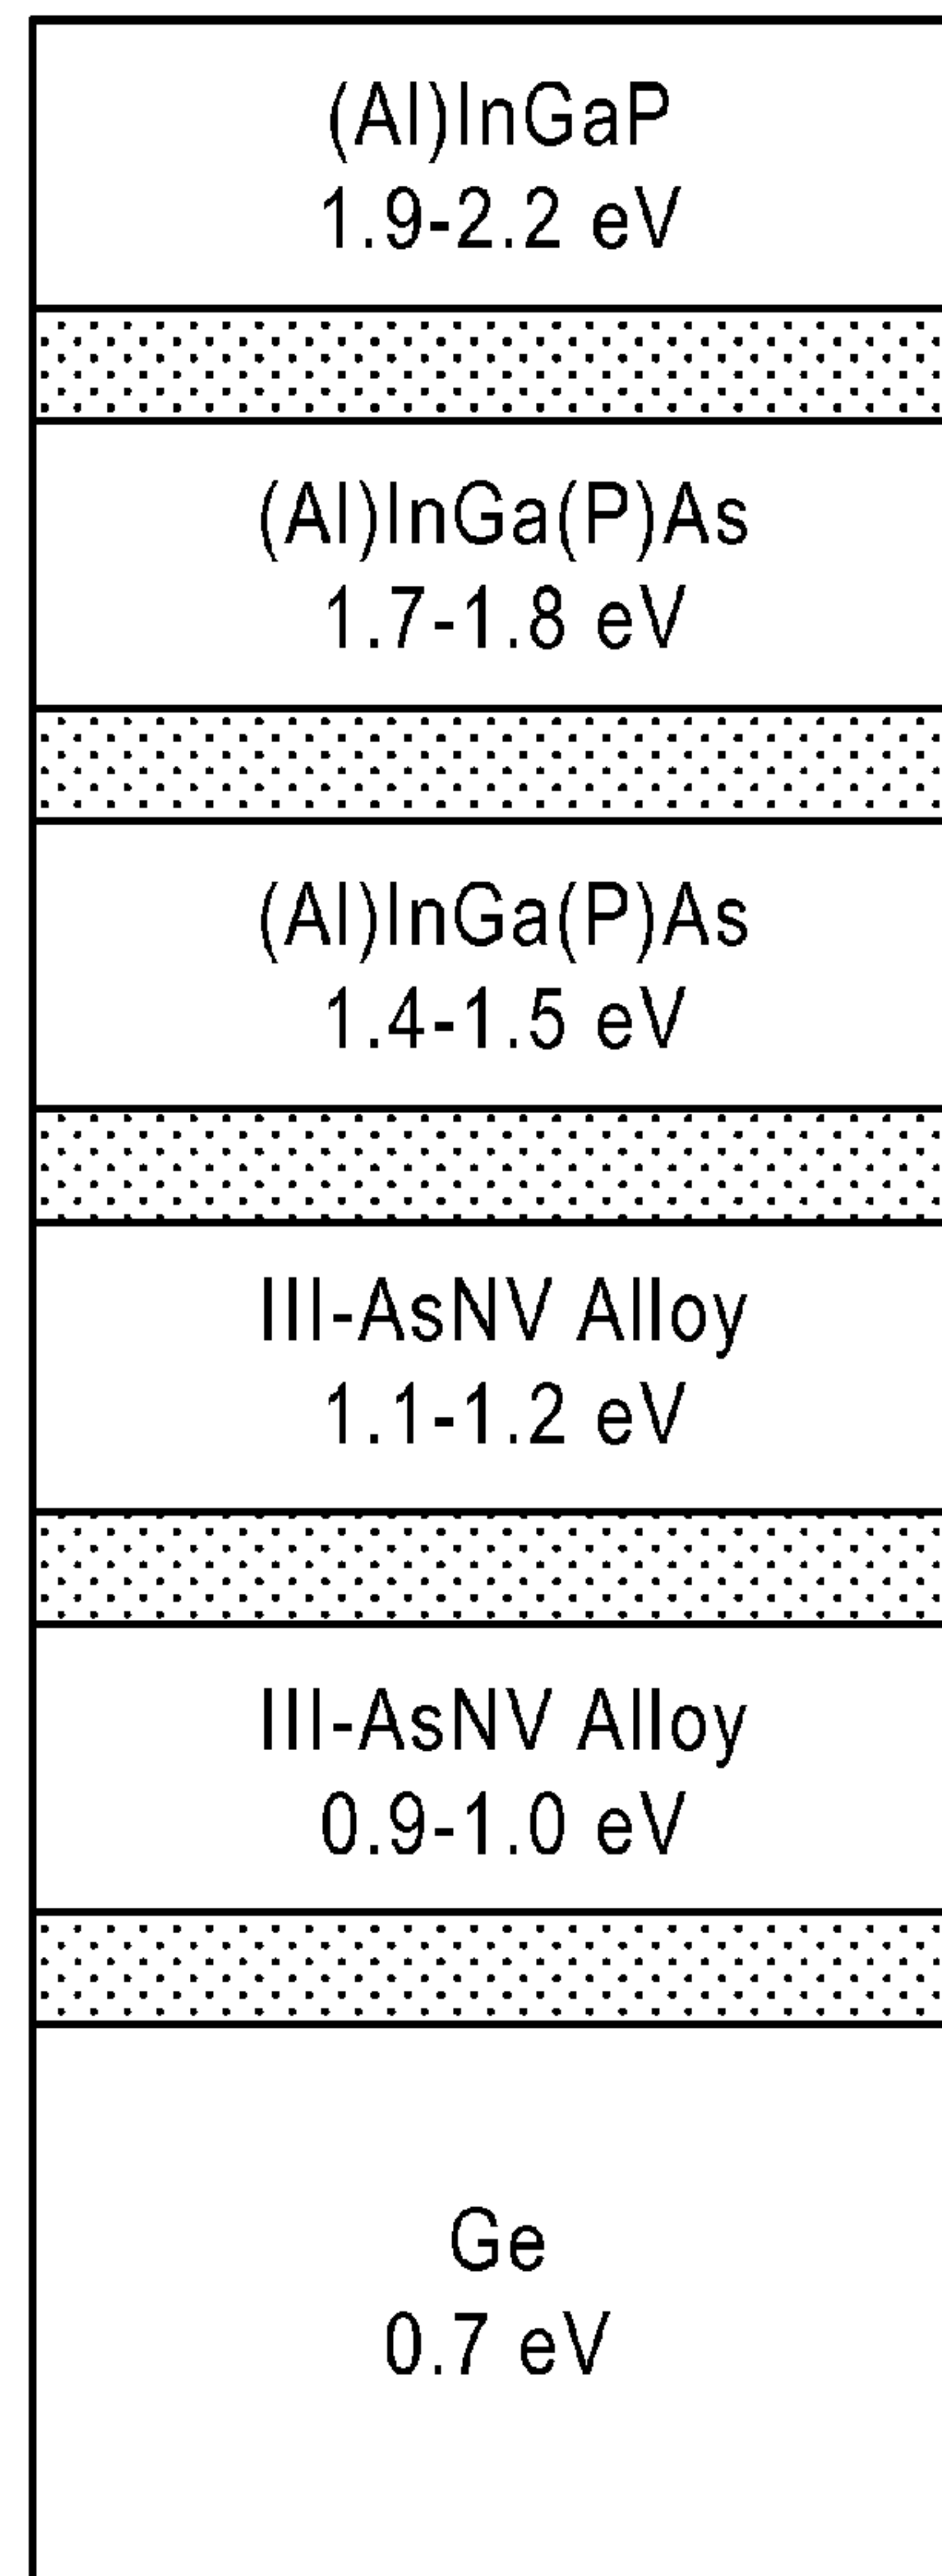 (Al)InGaP
1.9-2.2 eV
(Al)InGa(P)As
1.7-1.8 eV
(Al)InGa(P)As
1.4-1.5 eV
III-AsNV Alloy
1.1-1.2 eV
III-AsNV Alloy
0.9-1.0 eV
Ge
0.7 eV